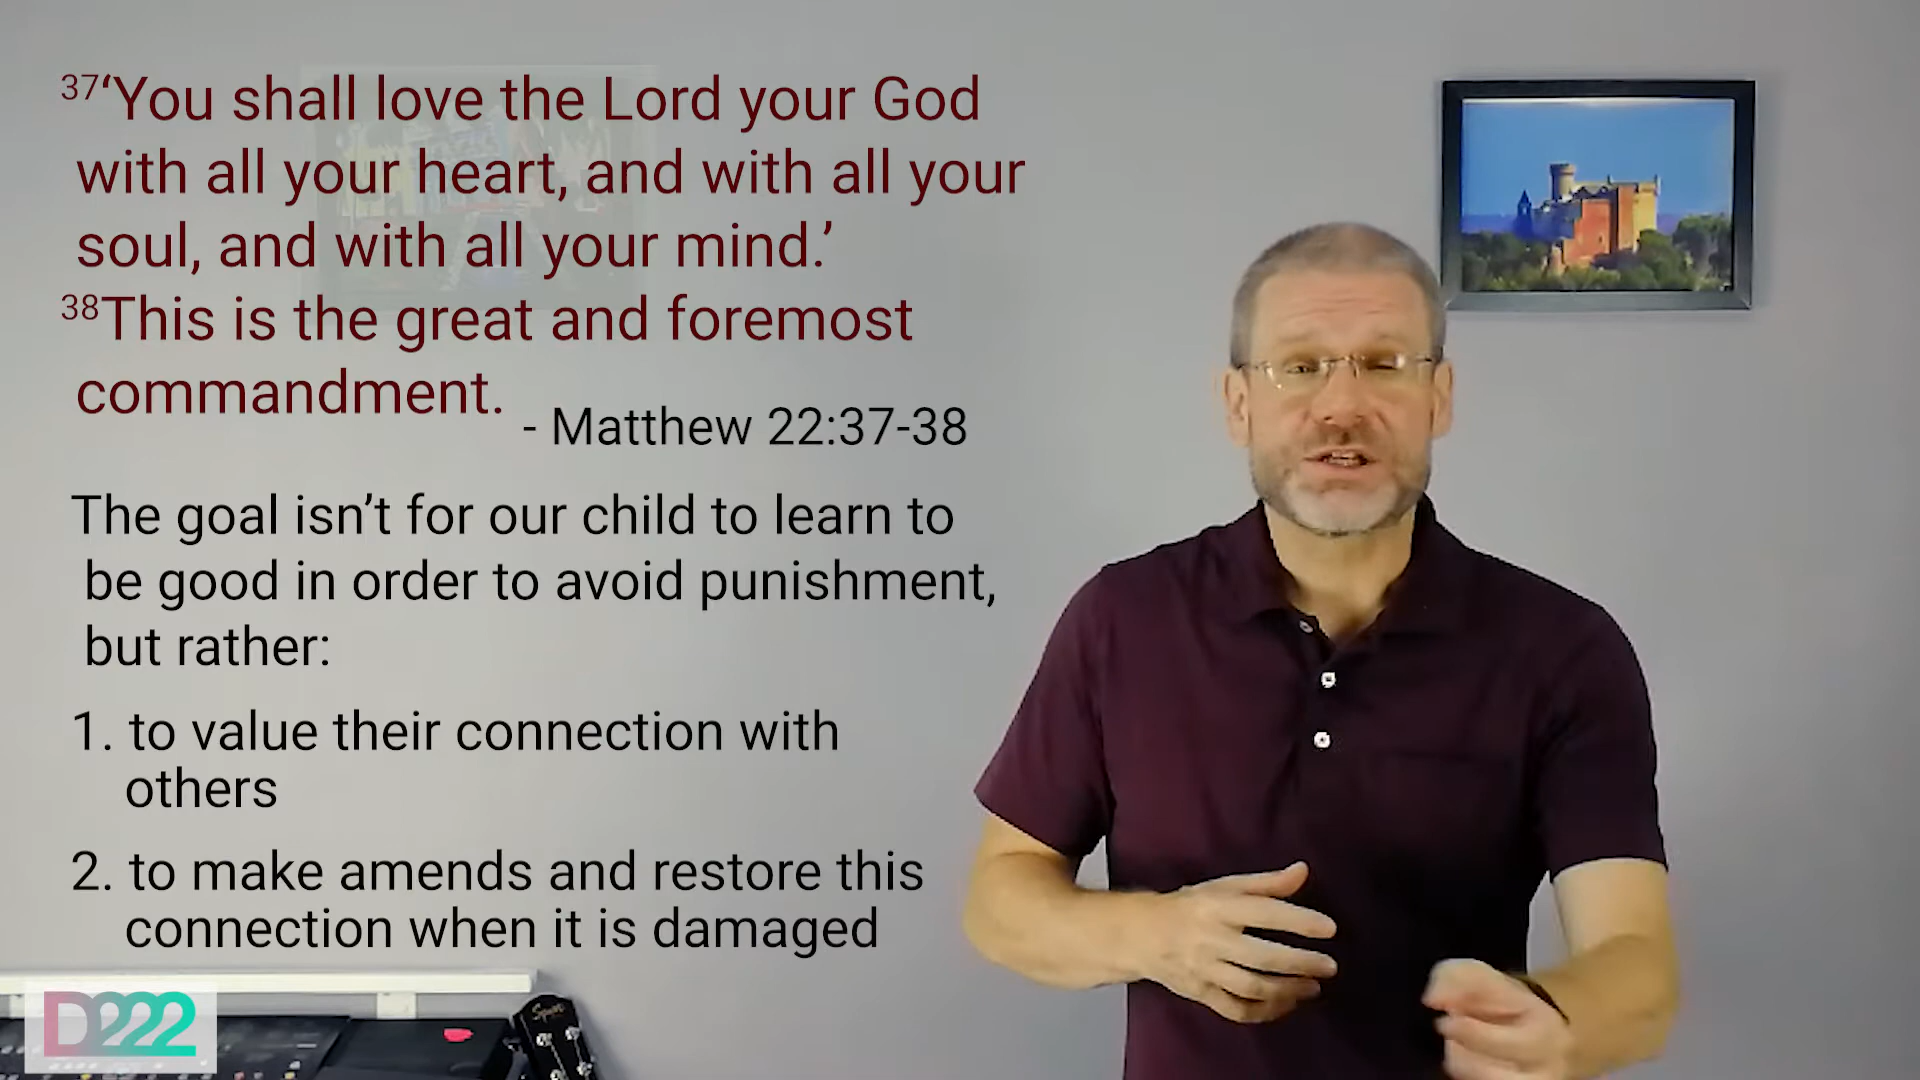 37‘You shall love the Lord your God
with all your heart, and with all your
soul, and with all your mind.’
38This is the great and foremost
commandment.
- Matthew 22:37-38
The goal isn’t for our child to learn to
be good in order to avoid punishment,
but rather:
1. to value their connection with
others
2. to make amends and restore this
connection when it is damaged
D222
Squier